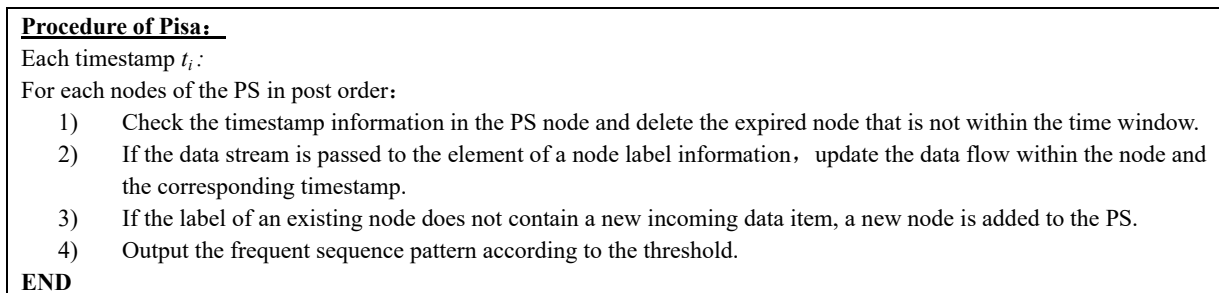 Procedure of Pisa：
Each timestamp tᵢ:
For each nodes of the PS in post order：
1) Check the timestamp information in the PS node and delete the expired node that is not within the time window.
2) If the data stream is passed to the element of a node label information，update the data flow within the node and
the corresponding timestamp.
3) If the label of an existing node does not contain a new incoming data item, a new node is added to the PS.
4) Output the frequent sequence pattern according to the threshold.
END